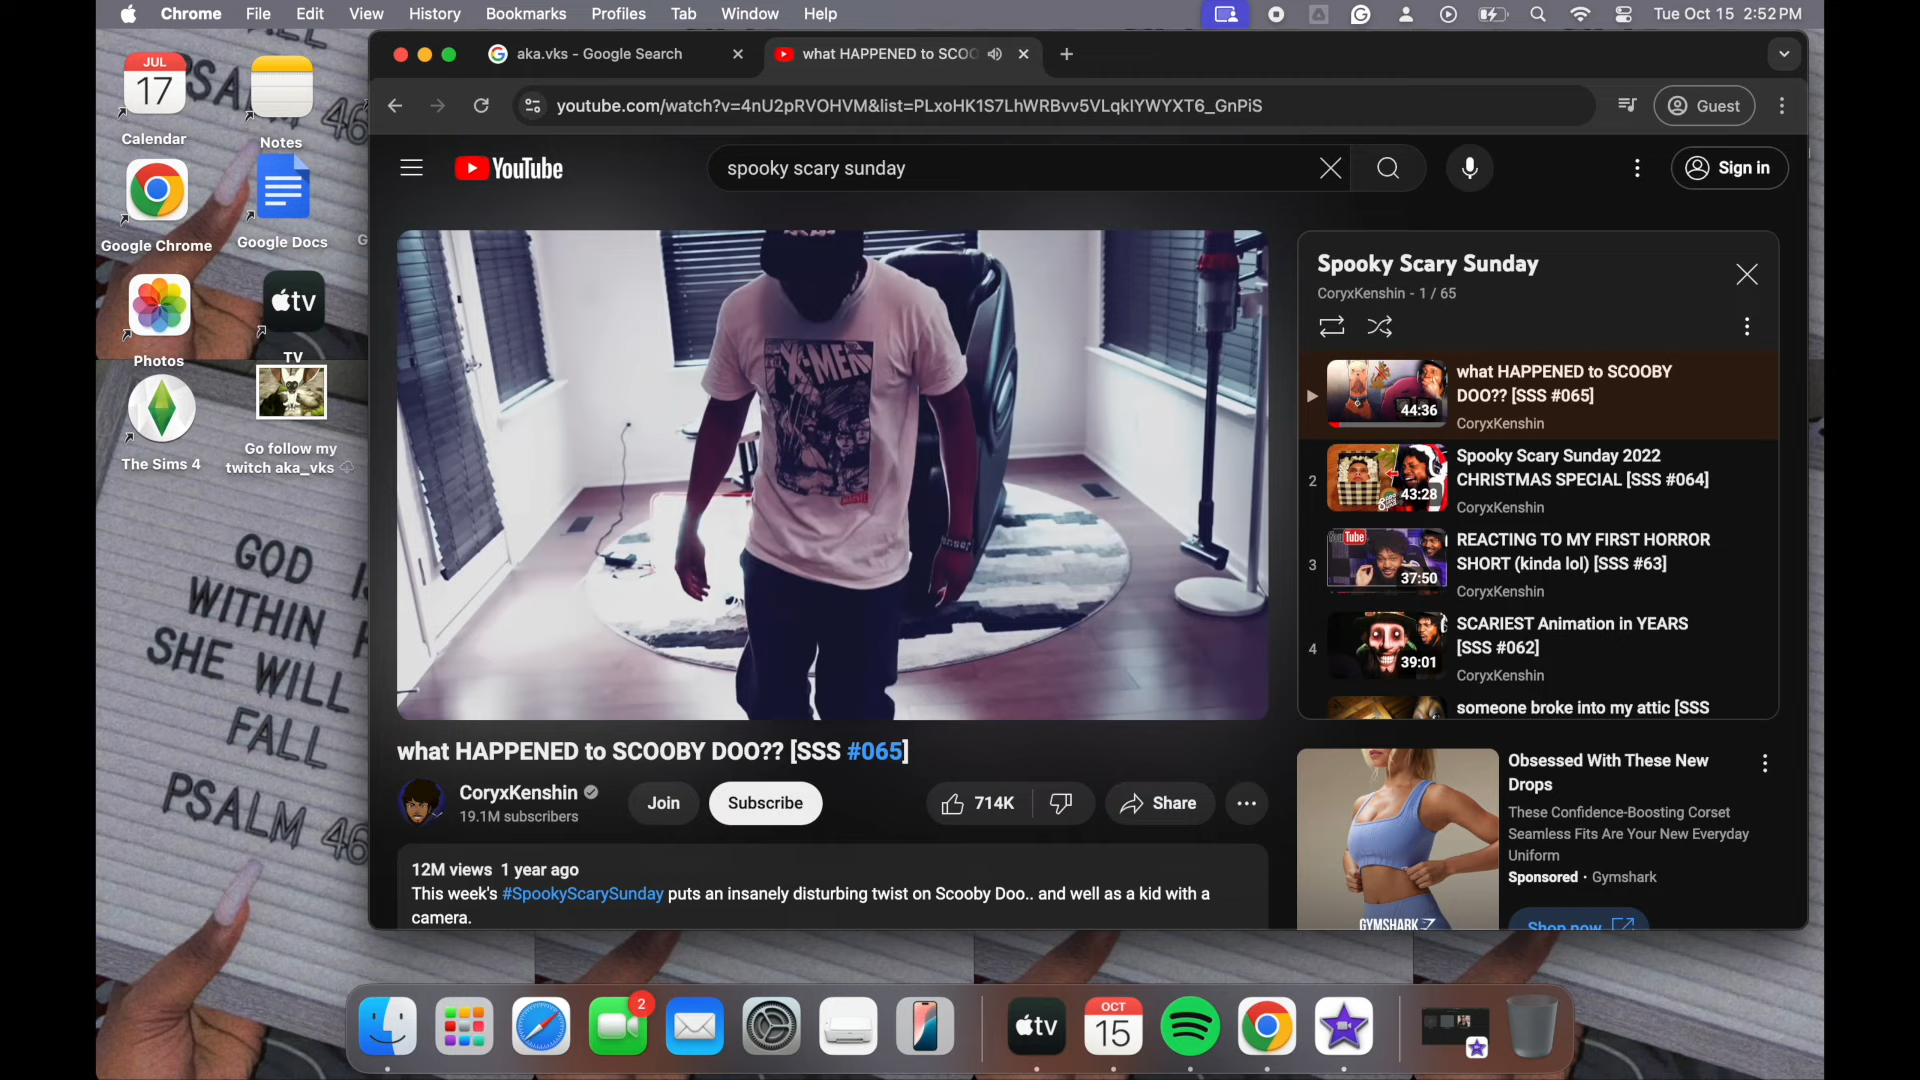 Chrome File Edit View History Bookmarks Profiles Tab Window Help
Tue Oct 15 2:52 PM
aka.vks - Google Search
what HAPPENED to SCOO
youtube.com/watch?v=4nU2pRVOHVM&list=PLxoHK1S7LhWRBvv5VLqkIYWYXT6_GnPiS
Guest
YouTube
spooky scary sunday
Sign in
JUL
17
Calendar
Notes
Google Chrome
Google Docs
Photos
tv
TV
The Sims 4
Go follow my
twitch aka_vks
PSALM 46
GOD IS
WITHIN
SHE WILL
FALL
PSALM 46
X-MEN
Spooky Scary Sunday
CoryxKenshin - 1 / 65
44:36
what HAPPENED to SCOOBY
DOO?? [SSS #065]
CoryxKenshin
2
43:28
Spooky Scary Sunday 2022
CHRISTMAS SPECIAL [SSS #064]
CoryxKenshin
3
YouTube
37:50
REACTING TO MY FIRST HORROR
SHORT (kinda lol) [SSS #63]
CoryxKenshin
4
39:01
SCARIEST Animation in YEARS
[SSS #062]
CoryxKenshin
someone broke into my attic [SSS
what HAPPENED to SCOOBY DOO?? [SSS #065]
CoryxKenshin
19.1M subscribers
Join
Subscribe
714K
Share
12M views 1 year ago
This week's #SpookyScarySunday puts an insanely disturbing twist on Scooby Doo.. and well as a kid with a
camera.
GYMSHARK
Obsessed With These New
Drops
These Confidence-Boosting Corset
Seamless Fits Are Your New Everyday
Uniform
Sponsored · Gymshark
Shop now
2
tv
OCT
15